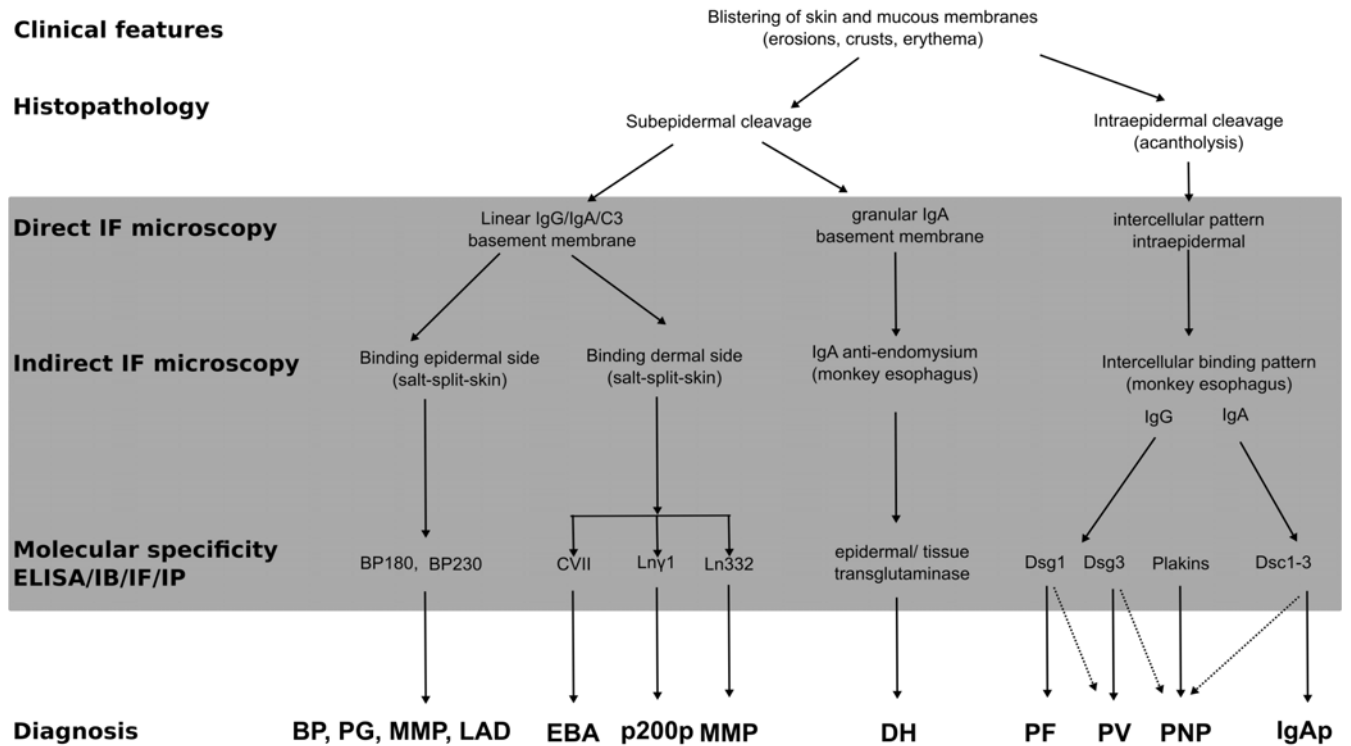 Clinical features
Blistering of skin and mucous membranes
(erosions, crusts, erythema)
Histopathology
Subepidermal cleavage
Intraepidermal cleavage
(acantholysis)
Direct IF microscopy
Linear IgG/IgA/C3
basement membrane
granular IgA
basement membrane
intercellular pattern
intraepidermal
Indirect IF microscopy
Binding epidermal side
(salt-split-skin)
Binding dermal side
(salt-split-skin)
IgA anti-endomysium
(monkey esophagus)
Intercellular binding pattern
(monkey esophagus)
IgG IgA
Molecular specificity
ELISA/IB/IF/IP
BP180, BP230
CVII
Lnγ1
Ln332
epidermal/ tissue
transglutaminase
Dsg1
Dsg3
Plakins
Dsc1-3
Diagnosis
BP, PG, MMP, LAD
EBA
p200p
MMP
DH
PF
PV
PNP
IgAp